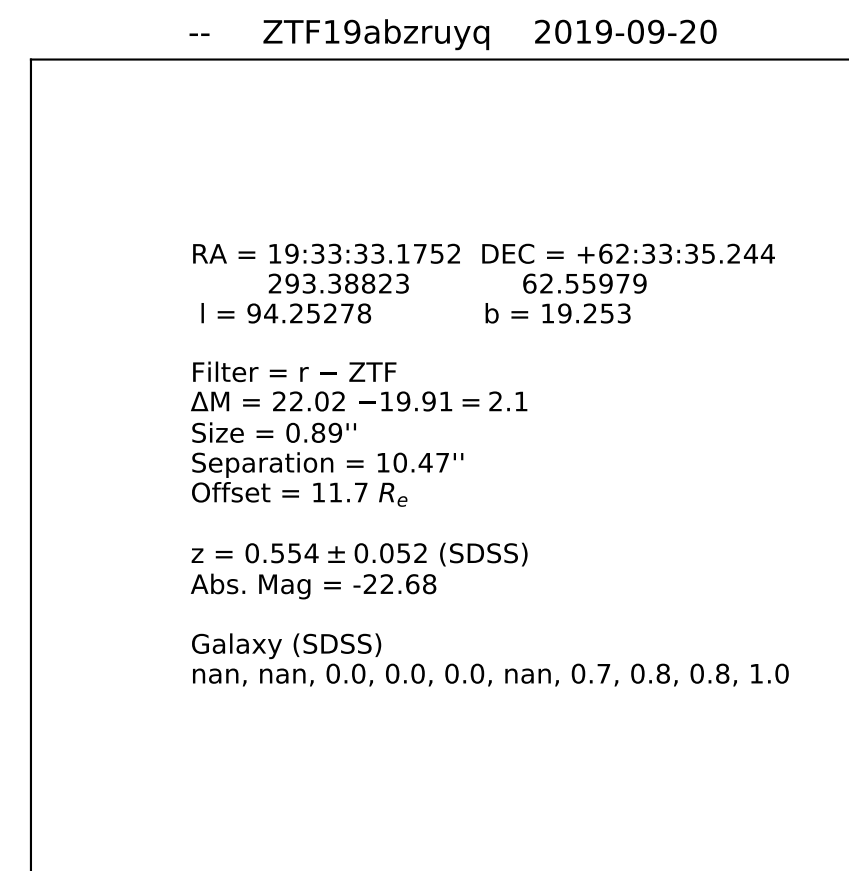 -- ZTF19abzruyq 2019-09-20
RA = 19:33:33.1752 DEC = +62:33:35.244
293.38823 62.55979
l = 94.25278 b = 19.253
Filter = r − ZTF
ΔM = 22.02 −19.91 = 2.1
Size = 0.89''
Separation = 10.47''
Offset = 11.7 Rₑ
z = 0.554 ± 0.052 (SDSS)
Abs. Mag = -22.68
Galaxy (SDSS)
nan, nan, 0.0, 0.0, 0.0, nan, 0.7, 0.8, 0.8, 1.0